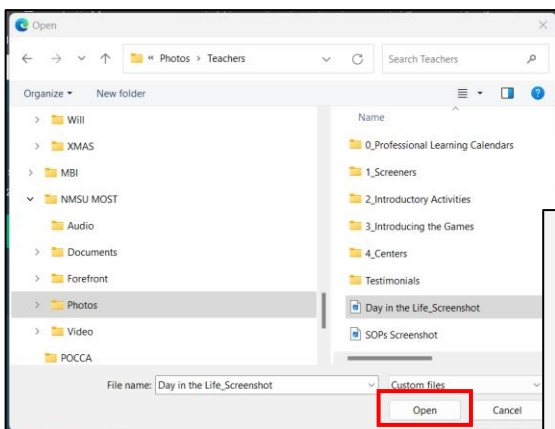 Open
« Photos > Teachers
Search Teachers
Organize
New folder
Will
XMAS
MBI
NMSU MOST
Audio
Documents
Forefront
Photos
Video
POCCA
Name
0_Professional Learning Calendars
1_Screeners
2_Introductory Activities
3_Introducing the Games
4_Centers
Testimonials
Day in the Life_Screenshot
SOPs Screenshot
File name: Day in the Life_Screenshot
Custom files
Open
Cancel